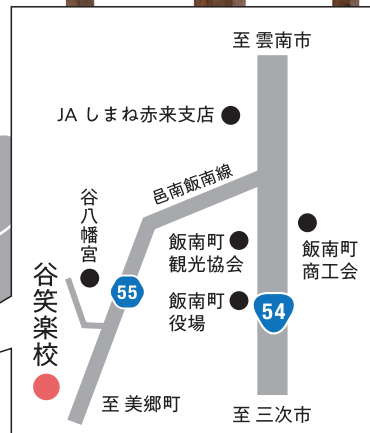 至 雲南市
JA しまね赤来支店
邑南飯南線
谷八幡宮
飯南町
観光協会
飯南町
商工会
55
飯南町
役場
54
谷笑楽校
至 美郷町
至 三次市